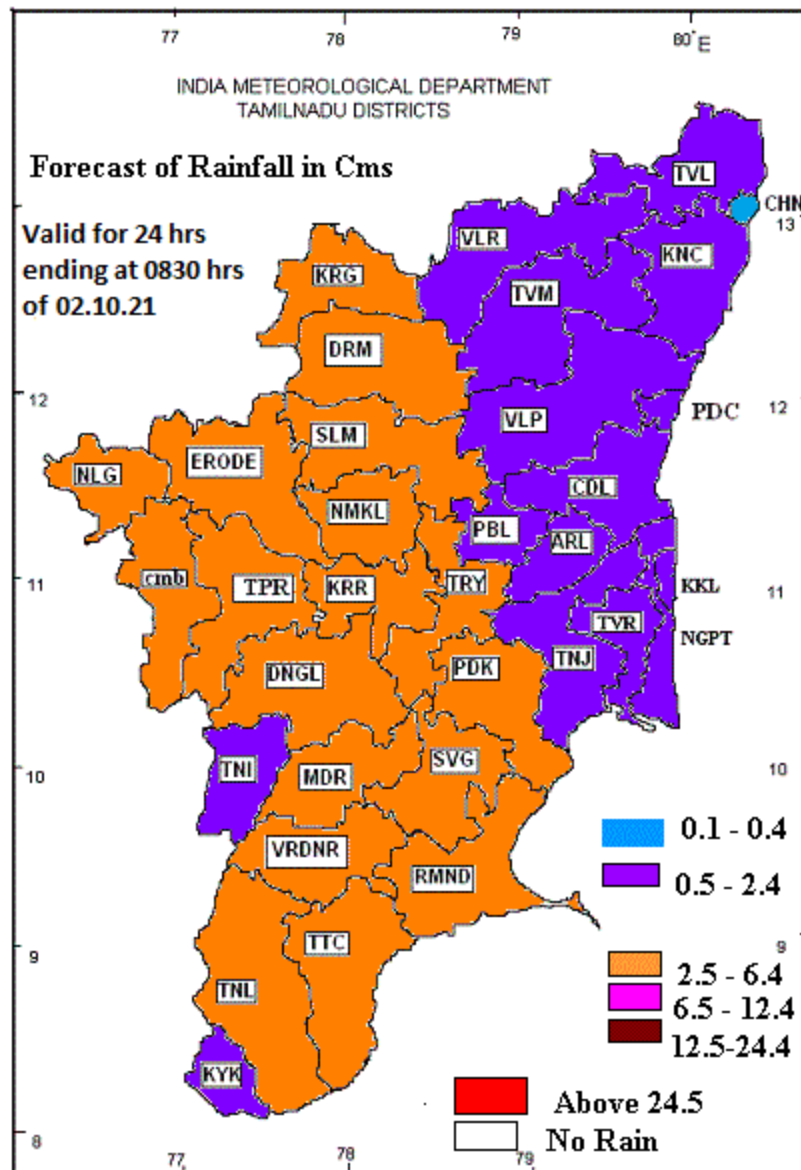 77 78 79 80°E
INDIA METEOROLOGICAL DEPARTMENT
TAMILNADU DISTRICTS
Forecast of Rainfall in Cms
Valid for 24 hrs
ending at 0830 hrs
of 02.10.21
TVL
CHN
13
VLR
KNC
KRG
TVM
DRM
12
12
PDC
VLP
SLM
ERODE
NLG
CDL
NMKL
PBL
ARL
11
cmb
TPR
KRR
TRY
KKL
11
TVR
NGPT
TNJ
DNGL
PDK
10
TNI
MDR
SVG
10
0.1 - 0.4
VRDNR
RMND
0.5 - 2.4
9
TTC
9
TNL
2.5 - 6.4
6.5 - 12.4
12.5-24.4
KYK
Above 24.5
8
No Rain
77 78 79